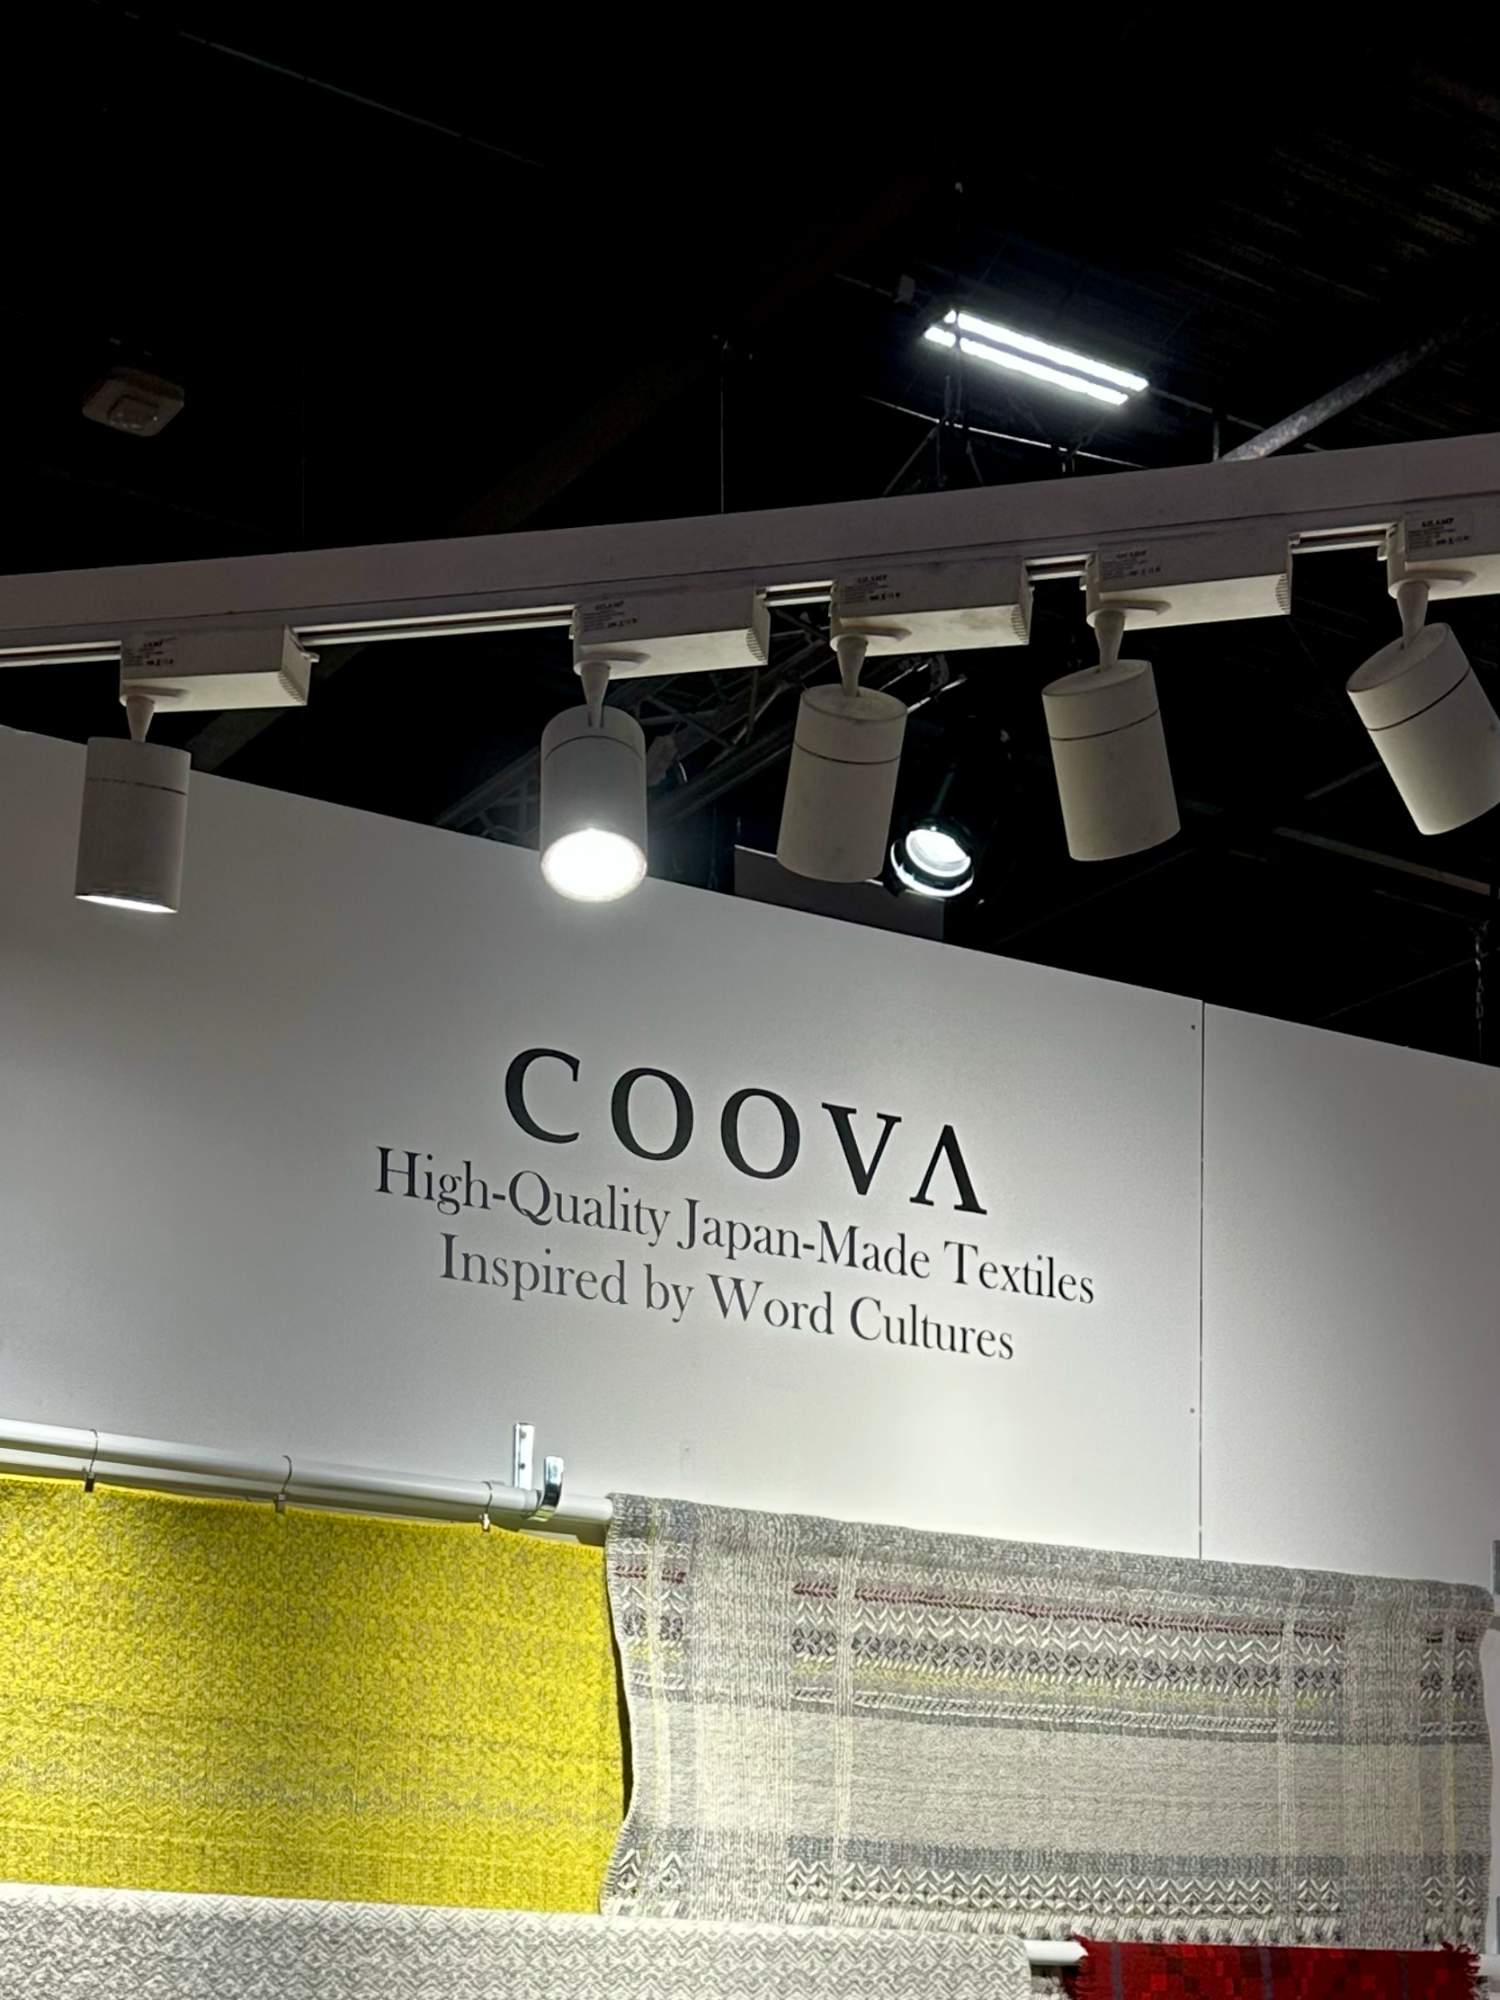 COOVΛ
High-Quality Japan-Made Textiles
Inspired by Word Cultures